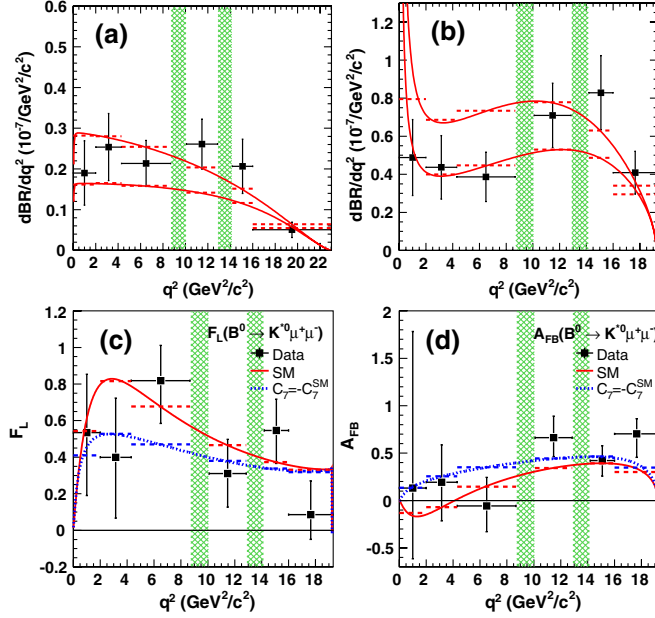 (a)
dBR/dq² (10⁻⁷/GeV²/c²)
0.6
0.5
0.4
0.3
0.2
0.1
0
0 2 4 6 8 10 12 14 16 18 20 22
q² (GeV²/c²)
(b)
dBR/dq² (10⁻⁷/GeV²/c²)
1.2
1
0.8
0.6
0.4
0.2
0
0 2 4 6 8 10 12 14 16 18
q² (GeV²/c²)
(c)
F_L(B⁰ → K*⁰μ⁺μ⁻)
Data
SM
C₇=-C₇^SM
F_L
1.2
1
0.8
0.6
0.4
0.2
0
-0.2
0 2 4 6 8 10 12 14 16 18
q² (GeV²/c²)
(d)
A_FB(B⁰ → K*⁰μ⁺μ⁻)
Data
SM
C₇=-C₇^SM
A_FB
2
1.5
1
0.5
0
-0.5
0 2 4 6 8 10 12 14 16 18
q² (GeV²/c²)